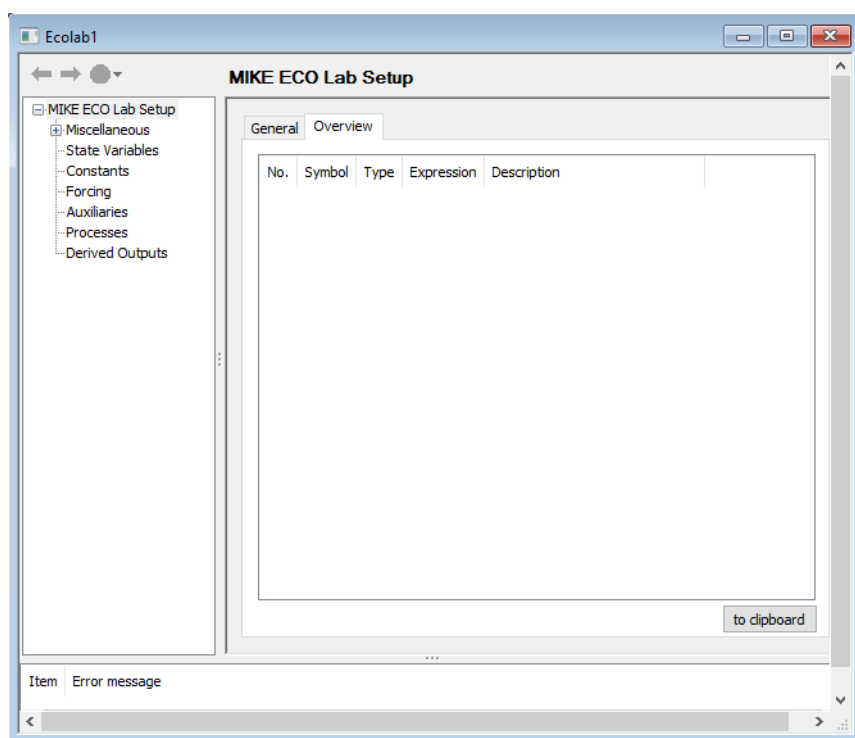 Ecolab1
MIKE ECO Lab Setup
MIKE ECO Lab Setup
Miscellaneous
State Variables
Constants
Forcing
Auxiliaries
Processes
Derived Outputs
General Overview
No. Symbol Type Expression Description
to clipboard
Item Error message